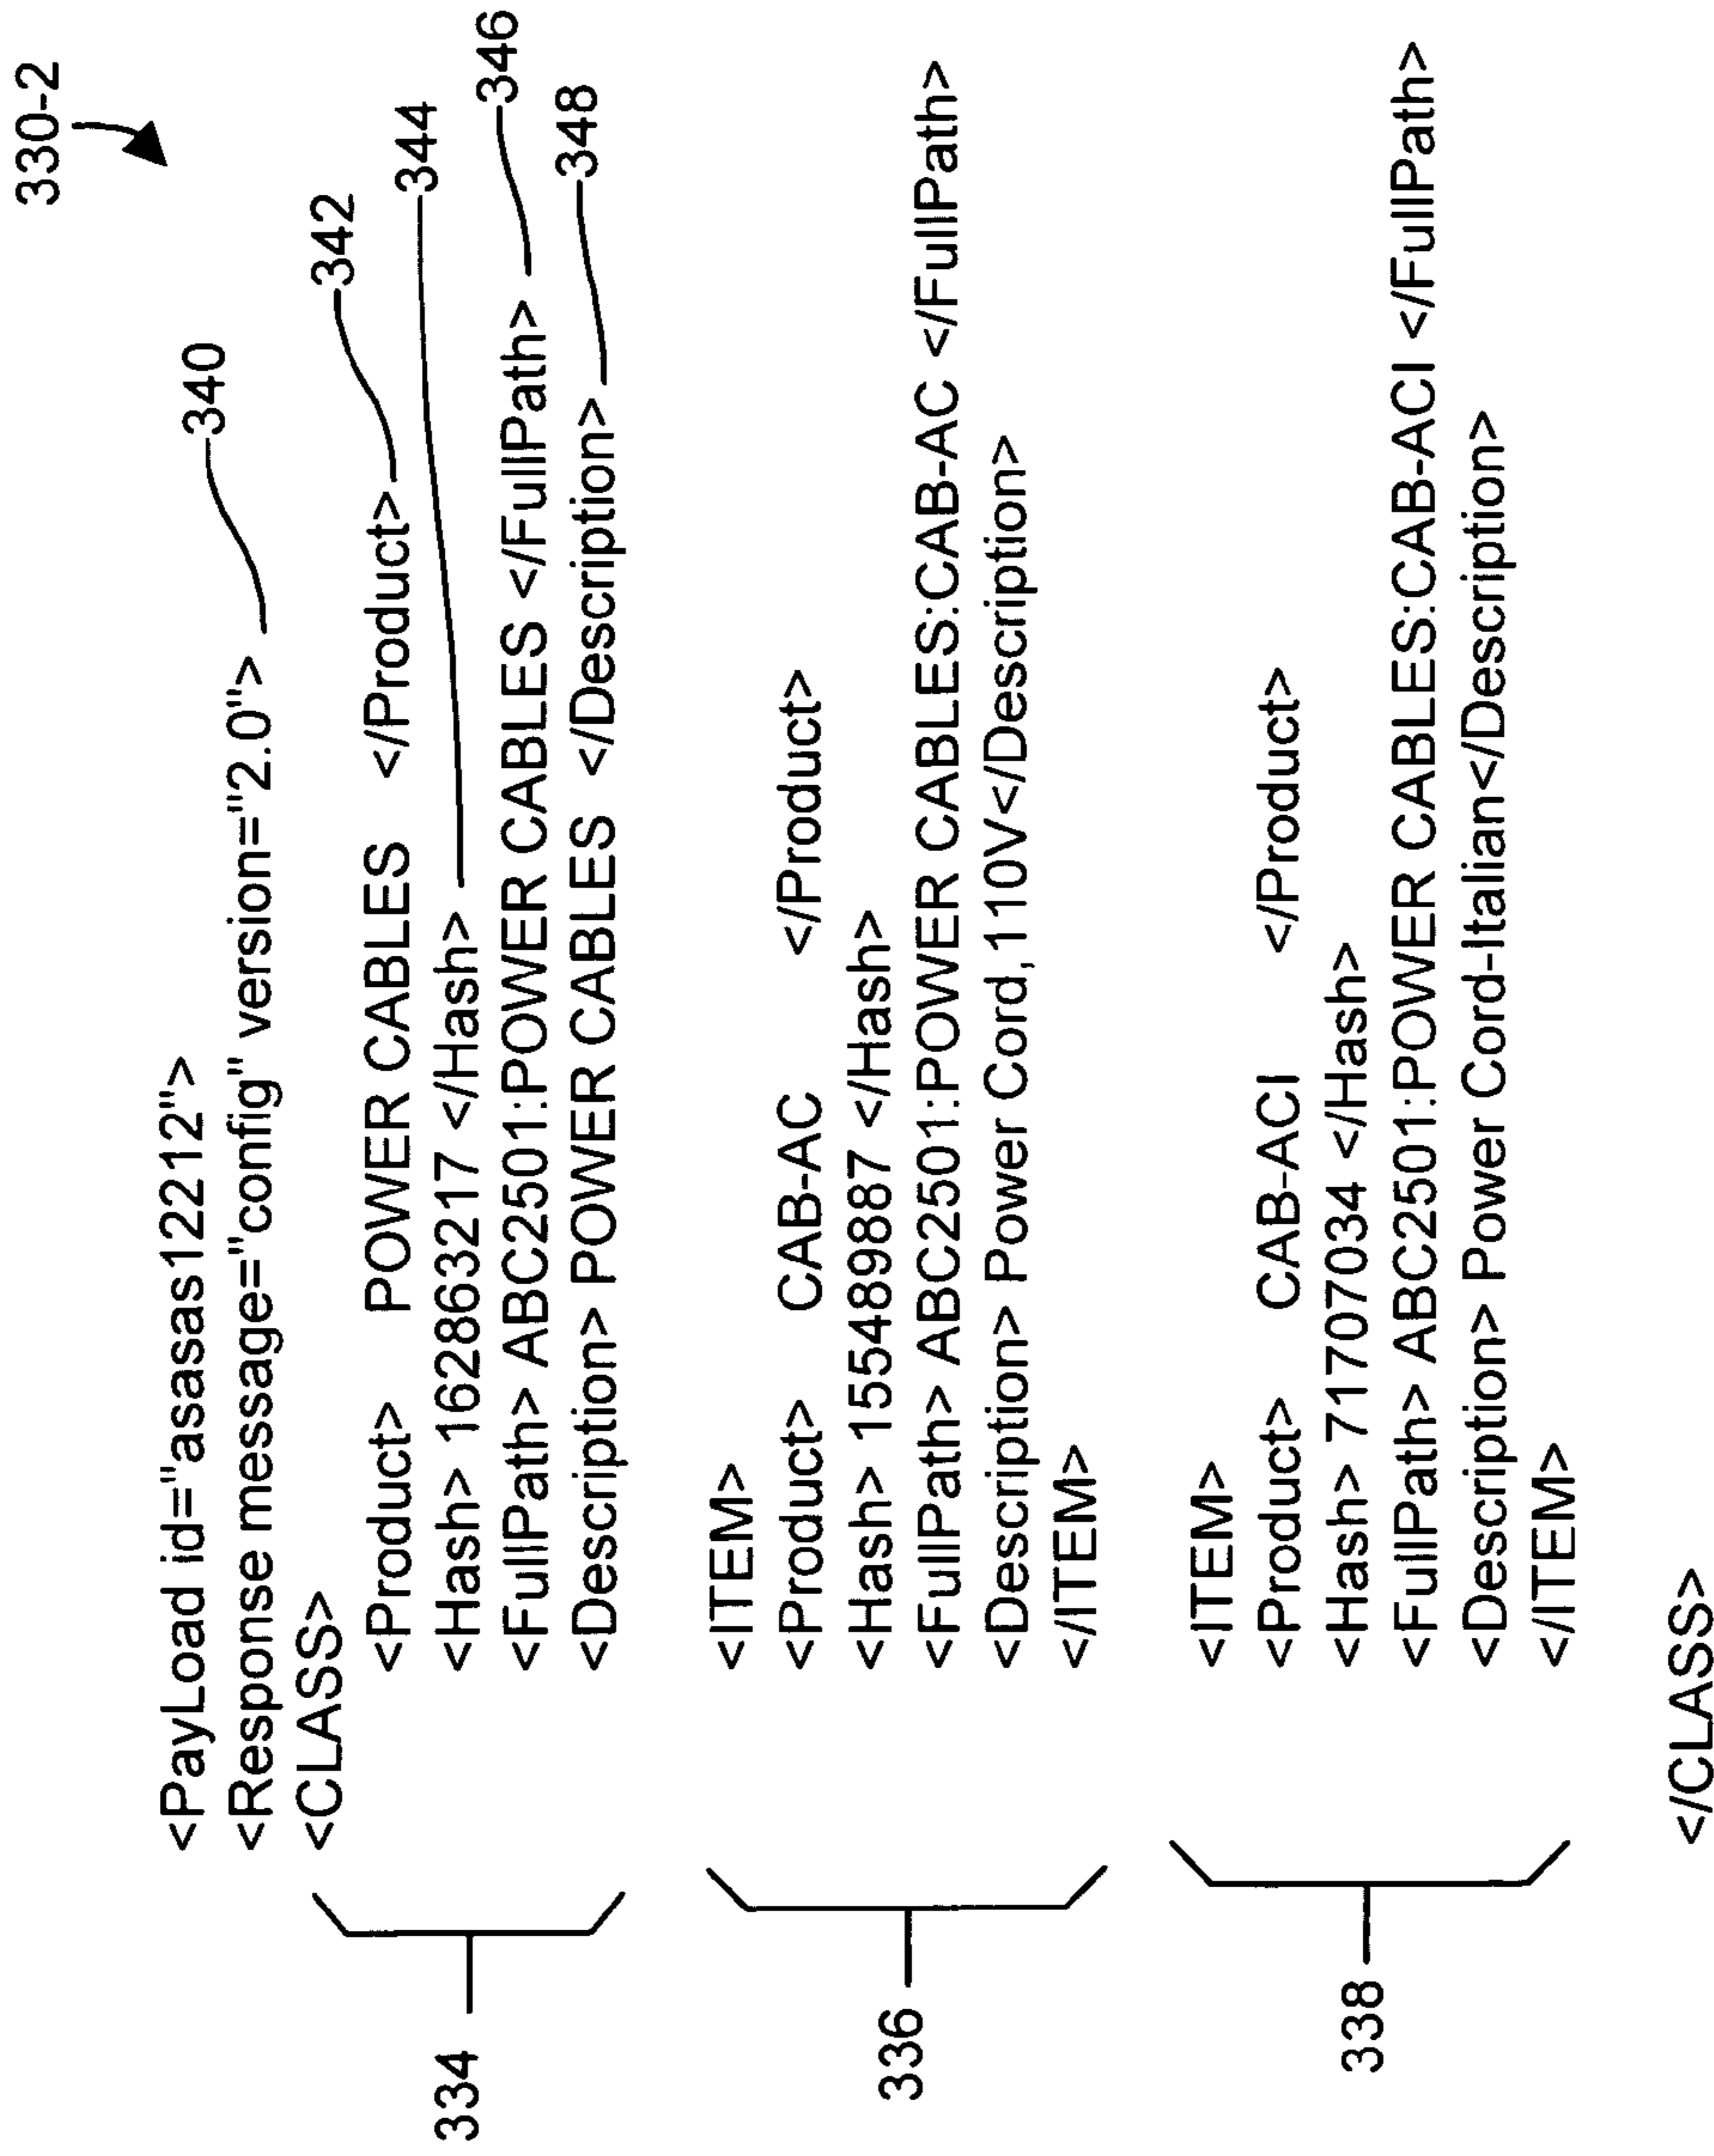 330-2
<PayLoad id="asasas12212">
<Response message="config" version="2.0"> 340
<CLASS>
<Product> POWER CABLES </Product> 342
<Hash> 162863217 </Hash> 344
<FullPath> ABC2501:POWER CABLES </FullPath> 346
<Description> POWER CABLES </Description> 348
334
<ITEM>
<Product> CAB-AC </Product>
<Hash> 155489887 </Hash>
<FullPath> ABC2501:POWER CABLES:CAB-AC </FullPath>
<Description> Power Cord,110V</Description>
</ITEM>
336
<ITEM>
<Product> CAB-ACI </Product>
<Hash> 71707034 </Hash>
<FullPath> ABC2501:POWER CABLES:CAB-ACI </FullPath>
<Description> Power Cord-Italian</Description>
</ITEM>
338
</CLASS>